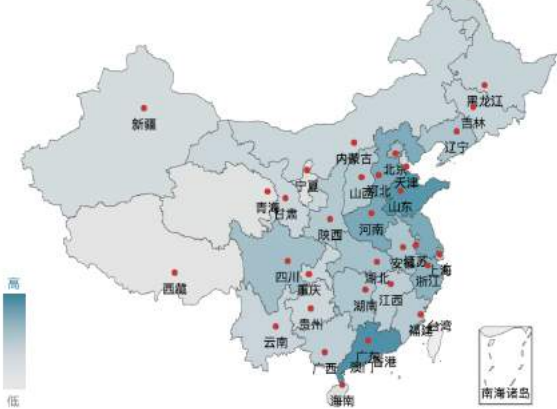 黑龙江
吉林
辽宁
新疆
内蒙古
北京
天津
宁夏
山西
河北
青海
甘肃
山东
陕西
河南
安徽
江苏
上海
四川
湖北
浙江
西藏
重庆
湖南
江西
贵州
福建
台湾
云南
广西
广东
澳门
香港
海南
高
低
南海诸岛